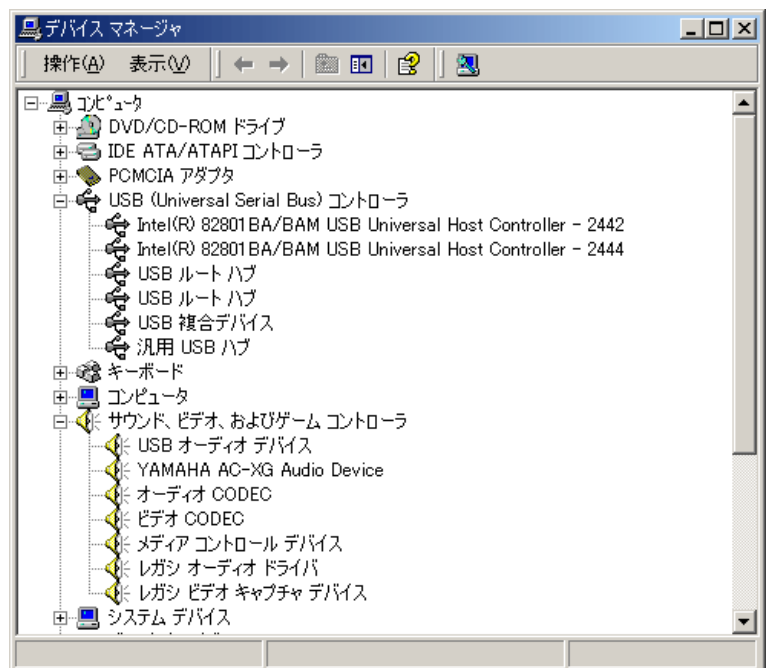 デバイス マネージャ
操作(A) 表示(V)
コンピュータ
DVD/CD-ROM ドライブ
IDE ATA/ATAPI コントローラ
PCMCIA アダプタ
USB (Universal Serial Bus) コントローラ
Intel(R) 82801BA/BAM USB Universal Host Controller - 2442
Intel(R) 82801BA/BAM USB Universal Host Controller - 2444
USB ルート ハブ
USB ルート ハブ
USB 複合デバイス
汎用 USB ハブ
キーボード
コンピュータ
サウンド、ビデオ、およびゲーム コントローラ
USB オーディオ デバイス
YAMAHA AC-XG Audio Device
オーディオ CODEC
ビデオ CODEC
メディア コントロール デバイス
レガシ オーディオ ドライバ
レガシ ビデオ キャプチャ デバイス
システム デバイス